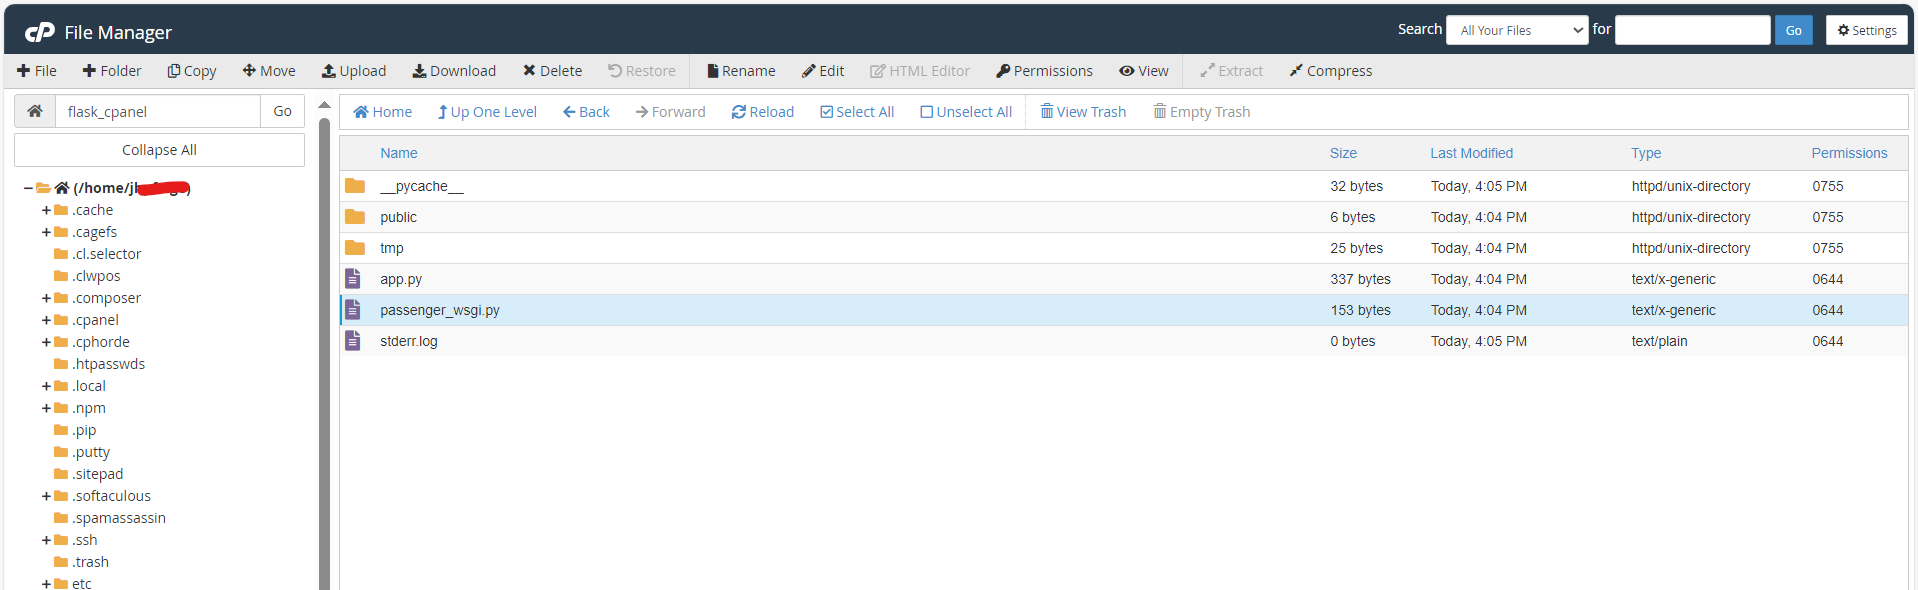 cP File Manager
Search All Your Files for Go Settings
File Folder Copy Move Upload Download Delete Restore Rename Edit HTML Editor Permissions View Extract Compress
flask_cpanel Go
Home Up One Level Back Forward Reload Select All Unselect All View Trash Empty Trash
Collapse All
Name Size Last Modified Type Permissions
__pycache__ 32 bytes Today, 4:05 PM httpd/unix-directory 0755
public 6 bytes Today, 4:04 PM httpd/unix-directory 0755
tmp 25 bytes Today, 4:04 PM httpd/unix-directory 0755
app.py 337 bytes Today, 4:04 PM text/x-generic 0644
passenger_wsgi.py 153 bytes Today, 4:04 PM text/x-generic 0644
stderr.log 0 bytes Today, 4:05 PM text/plain 0644
(/home/
.cache
.cagefs
.cl.selector
.clwpos
.composer
.cpanel
.cphorde
.htpasswds
.local
.npm
.pip
.putty
.sitepad
.softaculous
.spamassassin
.ssh
.trash
etc